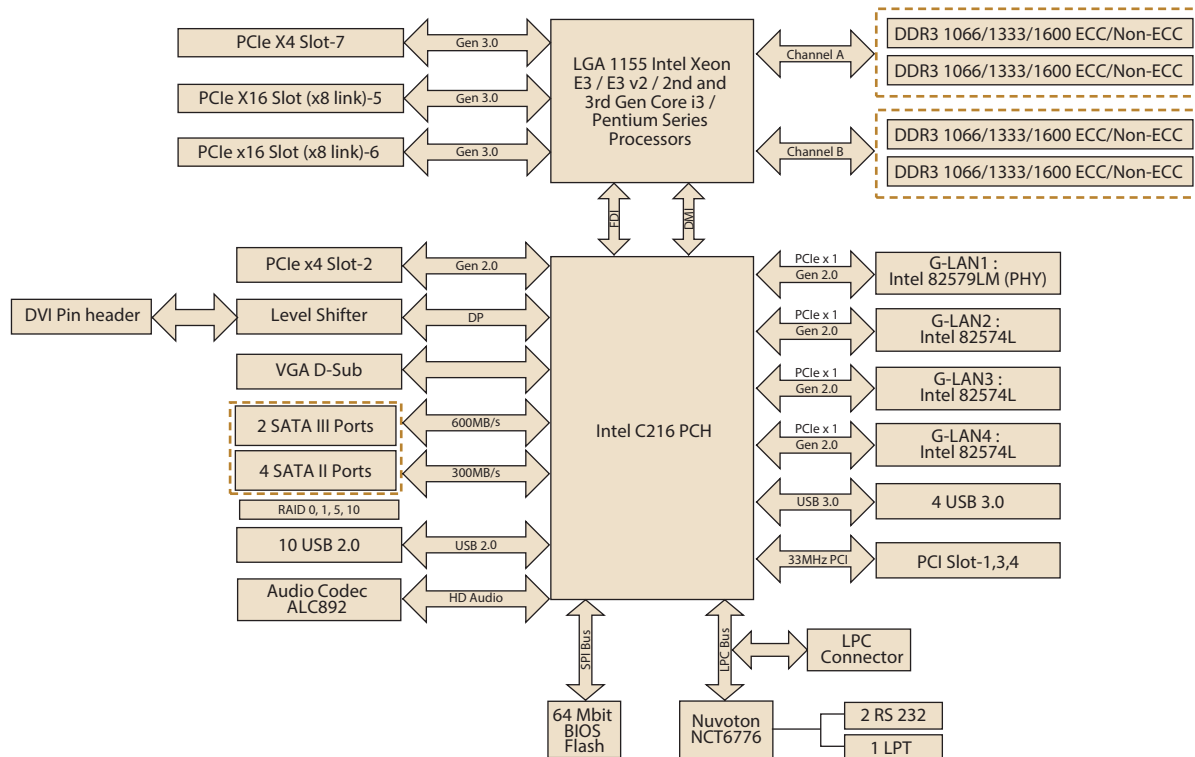 PCIe X4 Slot-7
Gen 3.0
PCIe X16 Slot (x8 link)-5
Gen 3.0
PCIe x16 Slot (x8 link)-6
Gen 3.0
LGA 1155 Intel Xeon
E3 / E3 v2 / 2nd and
3rd Gen Core i3 /
Pentium Series
Processors
Channel A
DDR3 1066/1333/1600 ECC/Non-ECC
DDR3 1066/1333/1600 ECC/Non-ECC
Channel B
DDR3 1066/1333/1600 ECC/Non-ECC
DDR3 1066/1333/1600 ECC/Non-ECC
FDI
DMI
PCIe x4 Slot-2
Gen 2.0
DVI Pin header
Level Shifter
DP
VGA D-Sub
2 SATA III Ports
600MB/s
4 SATA II Ports
300MB/s
RAID 0, 1, 5, 10
10 USB 2.0
USB 2.0
Audio Codec
ALC892
HD Audio
Intel C216 PCH
PCIe x 1
Gen 2.0
G-LAN1 :
Intel 82579LM (PHY)
PCIe x 1
Gen 2.0
G-LAN2 :
Intel 82574L
PCIe x 1
Gen 2.0
G-LAN3 :
Intel 82574L
PCIe x 1
Gen 2.0
G-LAN4 :
Intel 82574L
USB 3.0
4 USB 3.0
33MHz PCI
PCI Slot-1,3,4
SPI Bus
LPC Bus
LPC
Connector
64 Mbit
BIOS
Flash
Nuvoton
NCT6776
2 RS 232
1 LPT